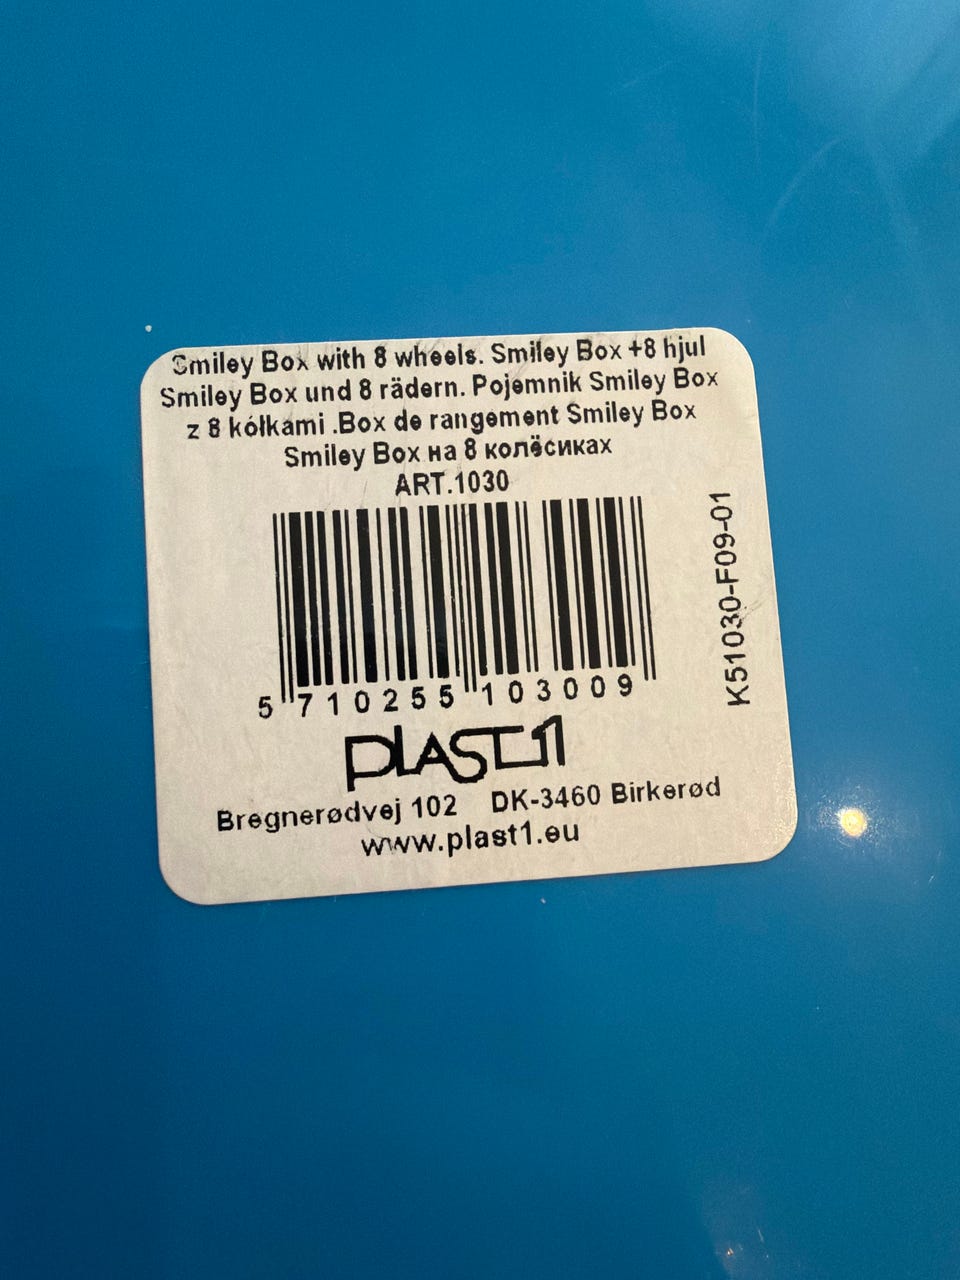 Smiley Box with 8 wheels. Smiley Box +8 hjul
Smiley Box und 8 rädern. Pojemnik Smiley Box
z 8 kółkami .Box de rangement Smiley Box
Smiley Box на 8 колёсиках
ART.1030
5 710255 103009
K51030-F09-01
PLAST1
Bregnerødvej 102 DK-3460 Birkerød
www.plast1.eu